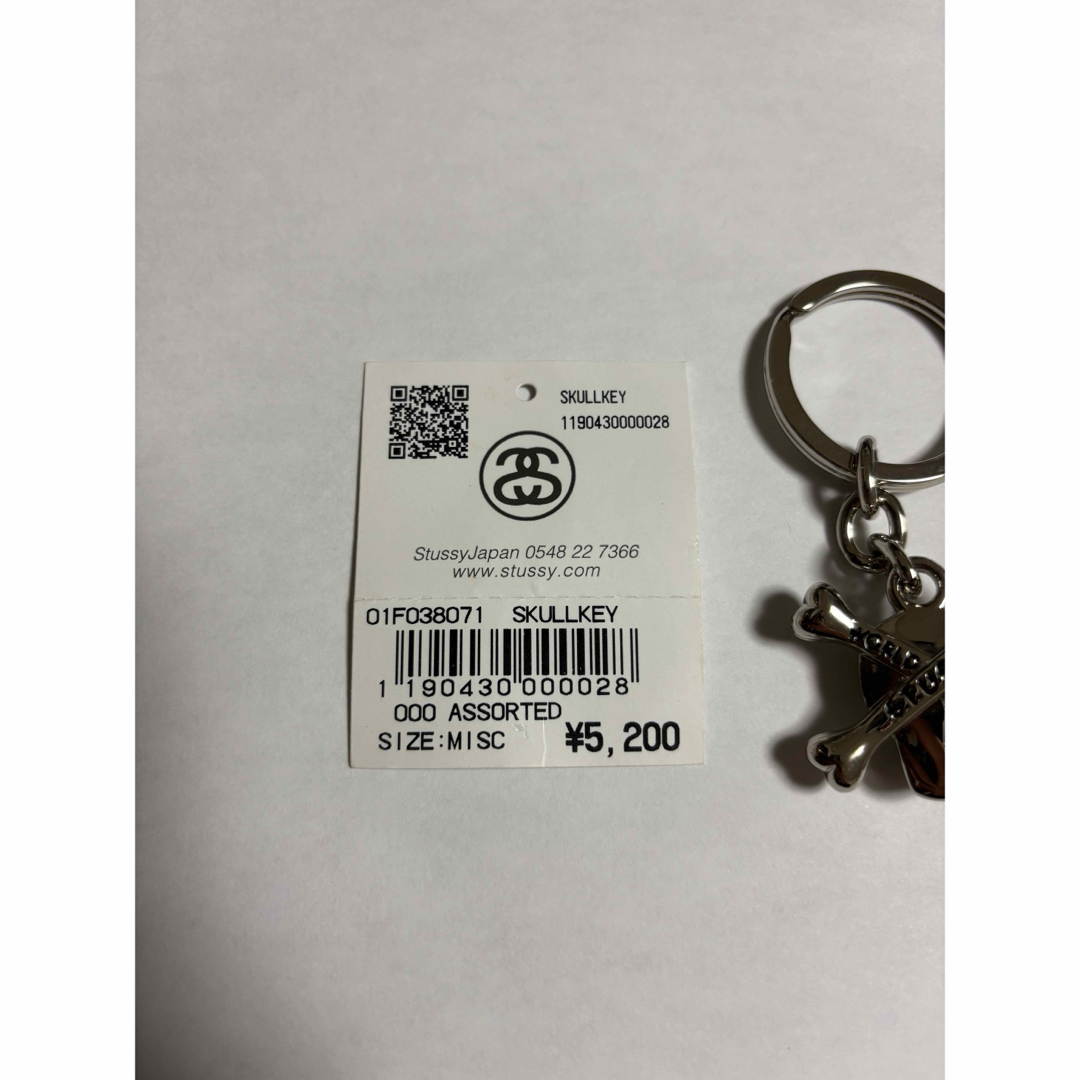 SKULLKEY
1190430000028
StussyJapan 0548 22 7366
www.stussy.com
01F038071 SKULLKEY
1 190430 000028
000 ASSORTED
SIZE:MISC ¥5,200
WORLD